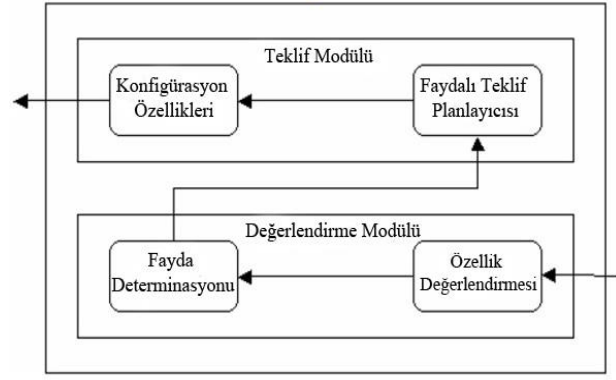 Teklif Modülü
Konfigürasyon
Özellikleri
Faydalı Teklif
Planlayıcısı
Değerlendirme Modülü
Fayda
Determinasyonu
Özellik
Değerlendirmesi